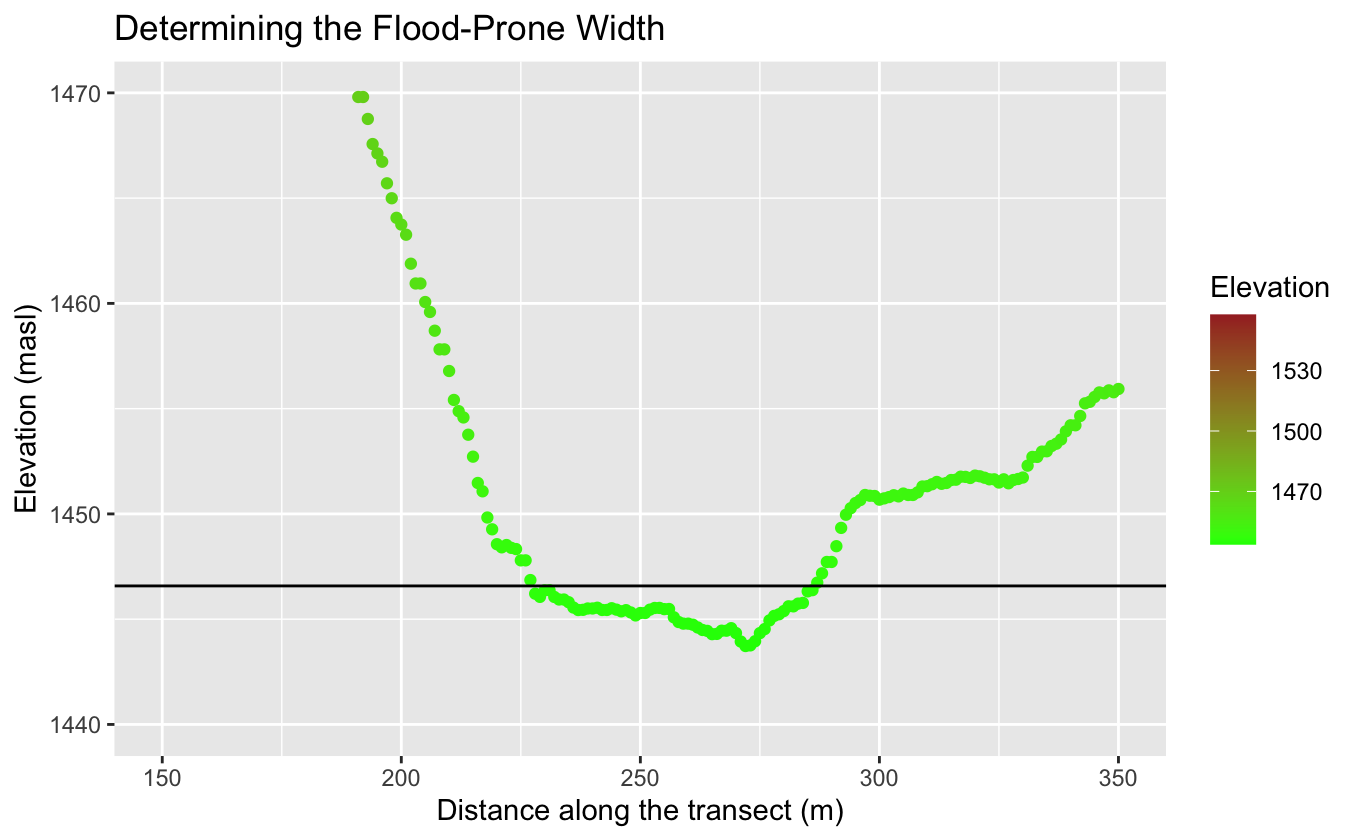 Determining the Flood-Prone Width
1470
1460
1450
1440
Elevation (masl)
150 200 250 300 350
Distance along the transect (m)
Elevation
1530
1500
1470